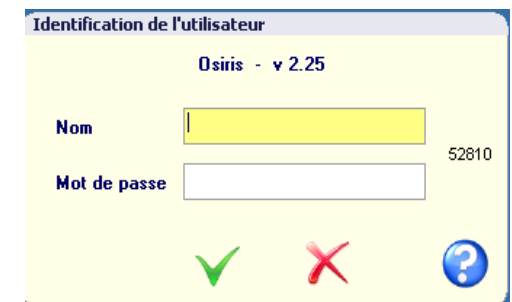 Identification de l'utilisateur
Osiris - v 2.25
Nom
52810
Mot de passe
?